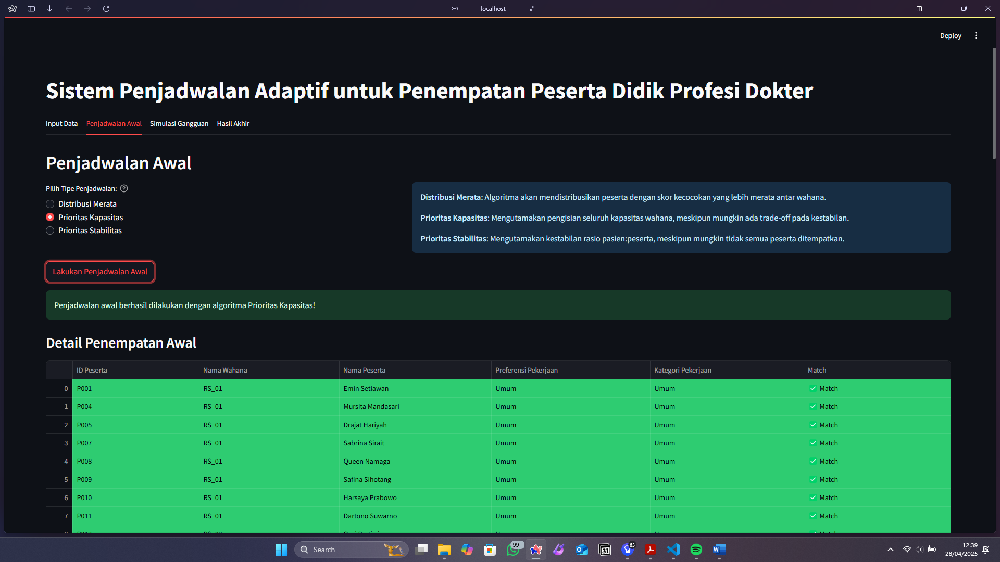 localhost
Deploy
Sistem Penjadwalan Adaptif untuk Penempatan Peserta Didik Profesi Dokter
Input Data Penjadwalan Awal Simulasi Gangguan Hasil Akhir
Penjadwalan Awal
Pilih Tipe Penjadwalan:
Distribusi Merata
Prioritas Kapasitas
Prioritas Stabilitas
Distribusi Merata: Algoritma akan mendistribusikan peserta dengan skor kecocokan yang lebih merata antar wahana.
Prioritas Kapasitas: Mengutamakan pengisian seluruh kapasitas wahana, meskipun mungkin ada trade-off pada kestabilan.
Prioritas Stabilitas: Mengutamakan kestabilan rasio pasien:peserta, meskipun mungkin tidak semua peserta ditempatkan.
Lakukan Penjadwalan Awal
Penjadwalan awal berhasil dilakukan dengan algoritma Prioritas Kapasitas!
Detail Penempatan Awal
ID Peserta Nama Wahana Nama Peserta Preferensi Pekerjaan Kategori Pekerjaan Match
0 P001 RS_01 Emin Setiawan Umum Umum ✅ Match
1 P004 RS_01 Mursita Mandasari Umum Umum ✅ Match
2 P005 RS_01 Drajat Hariyah Umum Umum ✅ Match
3 P007 RS_01 Sabrina Sirait Umum Umum ✅ Match
4 P008 RS_01 Queen Namaga Umum Umum ✅ Match
5 P009 RS_01 Safina Sihotang Umum Umum ✅ Match
6 P010 RS_01 Harsaya Prabowo Umum Umum ✅ Match
7 P011 RS_01 Dartono Suwarno Umum Umum ✅ Match
Search
99+
31
65
12:39
28/04/2025